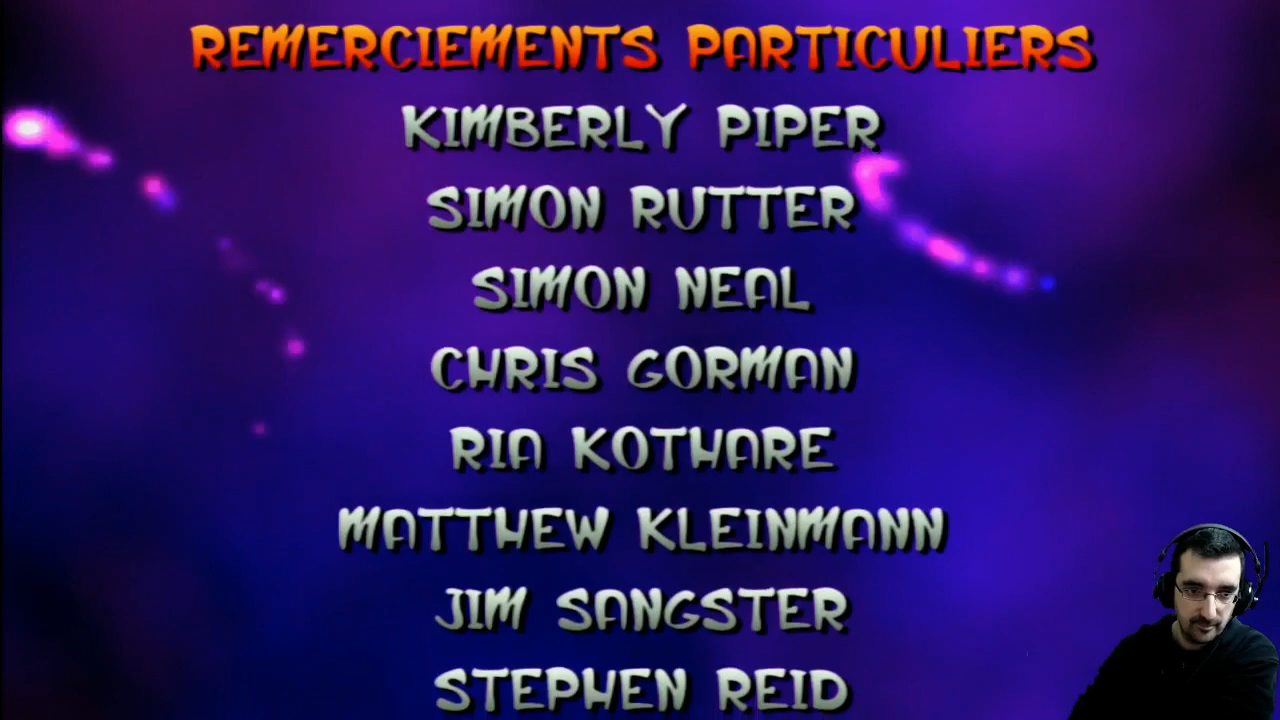 REMERCIEMENTS PARTICULIERS
KIMBERLY PIPER
SIMON RUTTER
SIMON NEAL
CHRIS GORMAN
RIA KOTHARE
MATTHEW KLEINMANN
JIM SANGSTER
STEPHEN REID